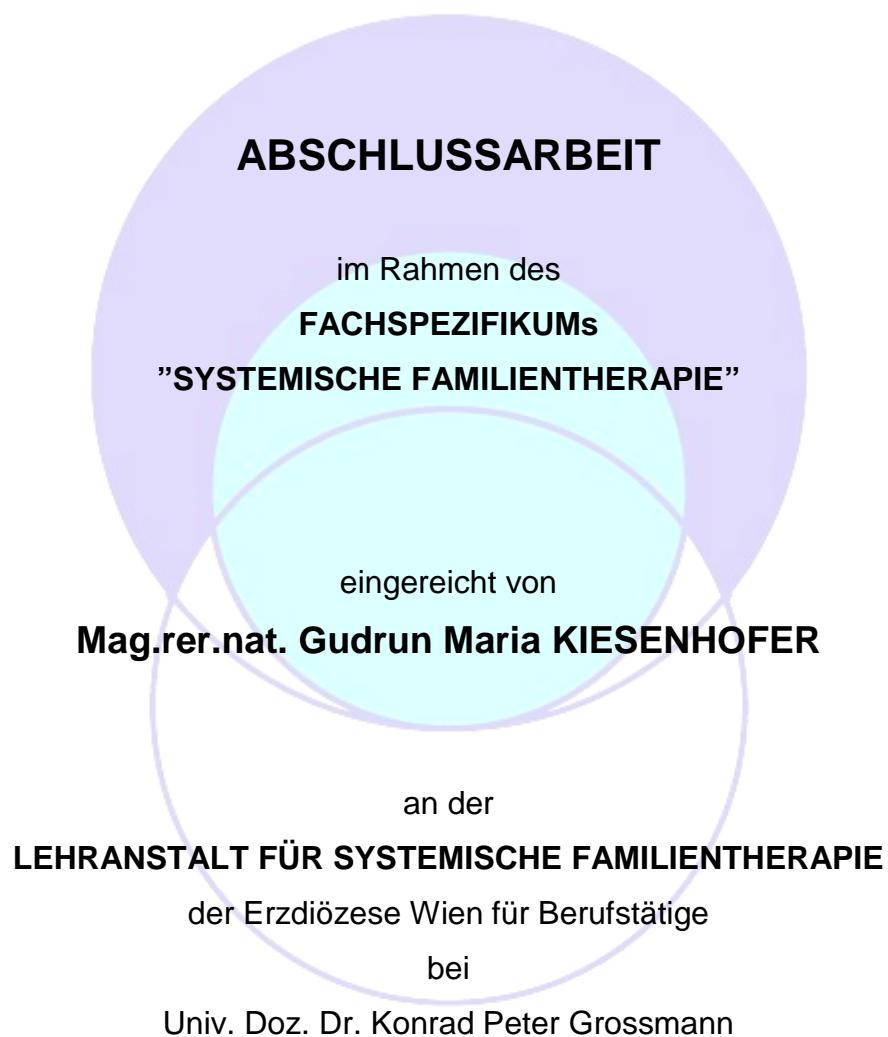 ABSCHLUSSARBEIT
im Rahmen des
FACHSPEZIFIKUMs
”SYSTEMISCHE FAMILIENTHERAPIE”
eingereicht von
Mag.rer.nat. Gudrun Maria KIESENHOFER
an der
LEHRANSTALT FÜR SYSTEMISCHE FAMILIENTHERAPIE
der Erzdiözese Wien für Berufstätige
bei
Univ. Doz. Dr. Konrad Peter Grossmann